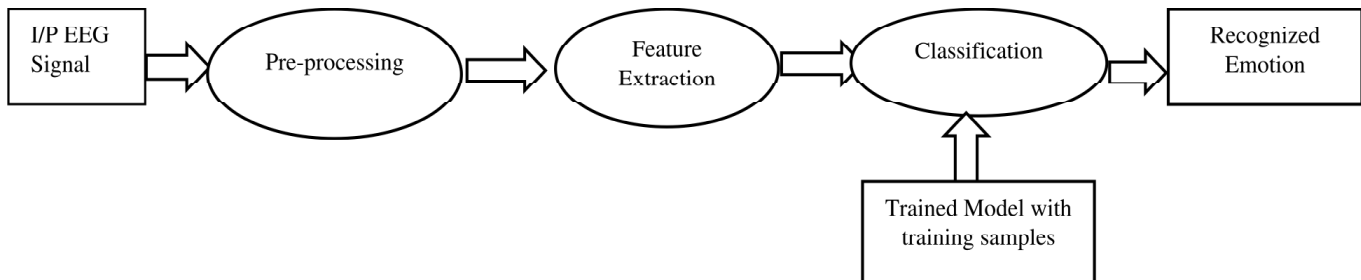 I/P EEG
Signal
Pre-processing
Feature
Extraction
Classification
Recognized
Emotion
Trained Model with
training samples